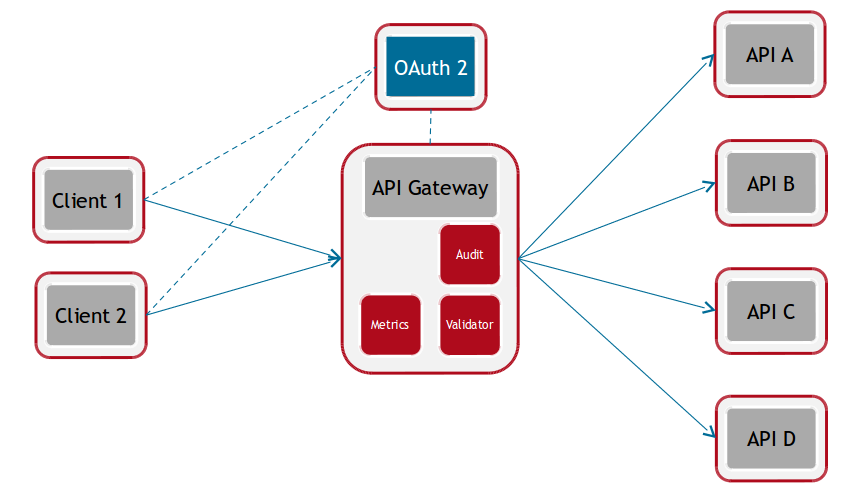 OAuth 2
API Gateway
Audit
Metrics
Validator
Client 1
Client 2
API A
API B
API C
API D